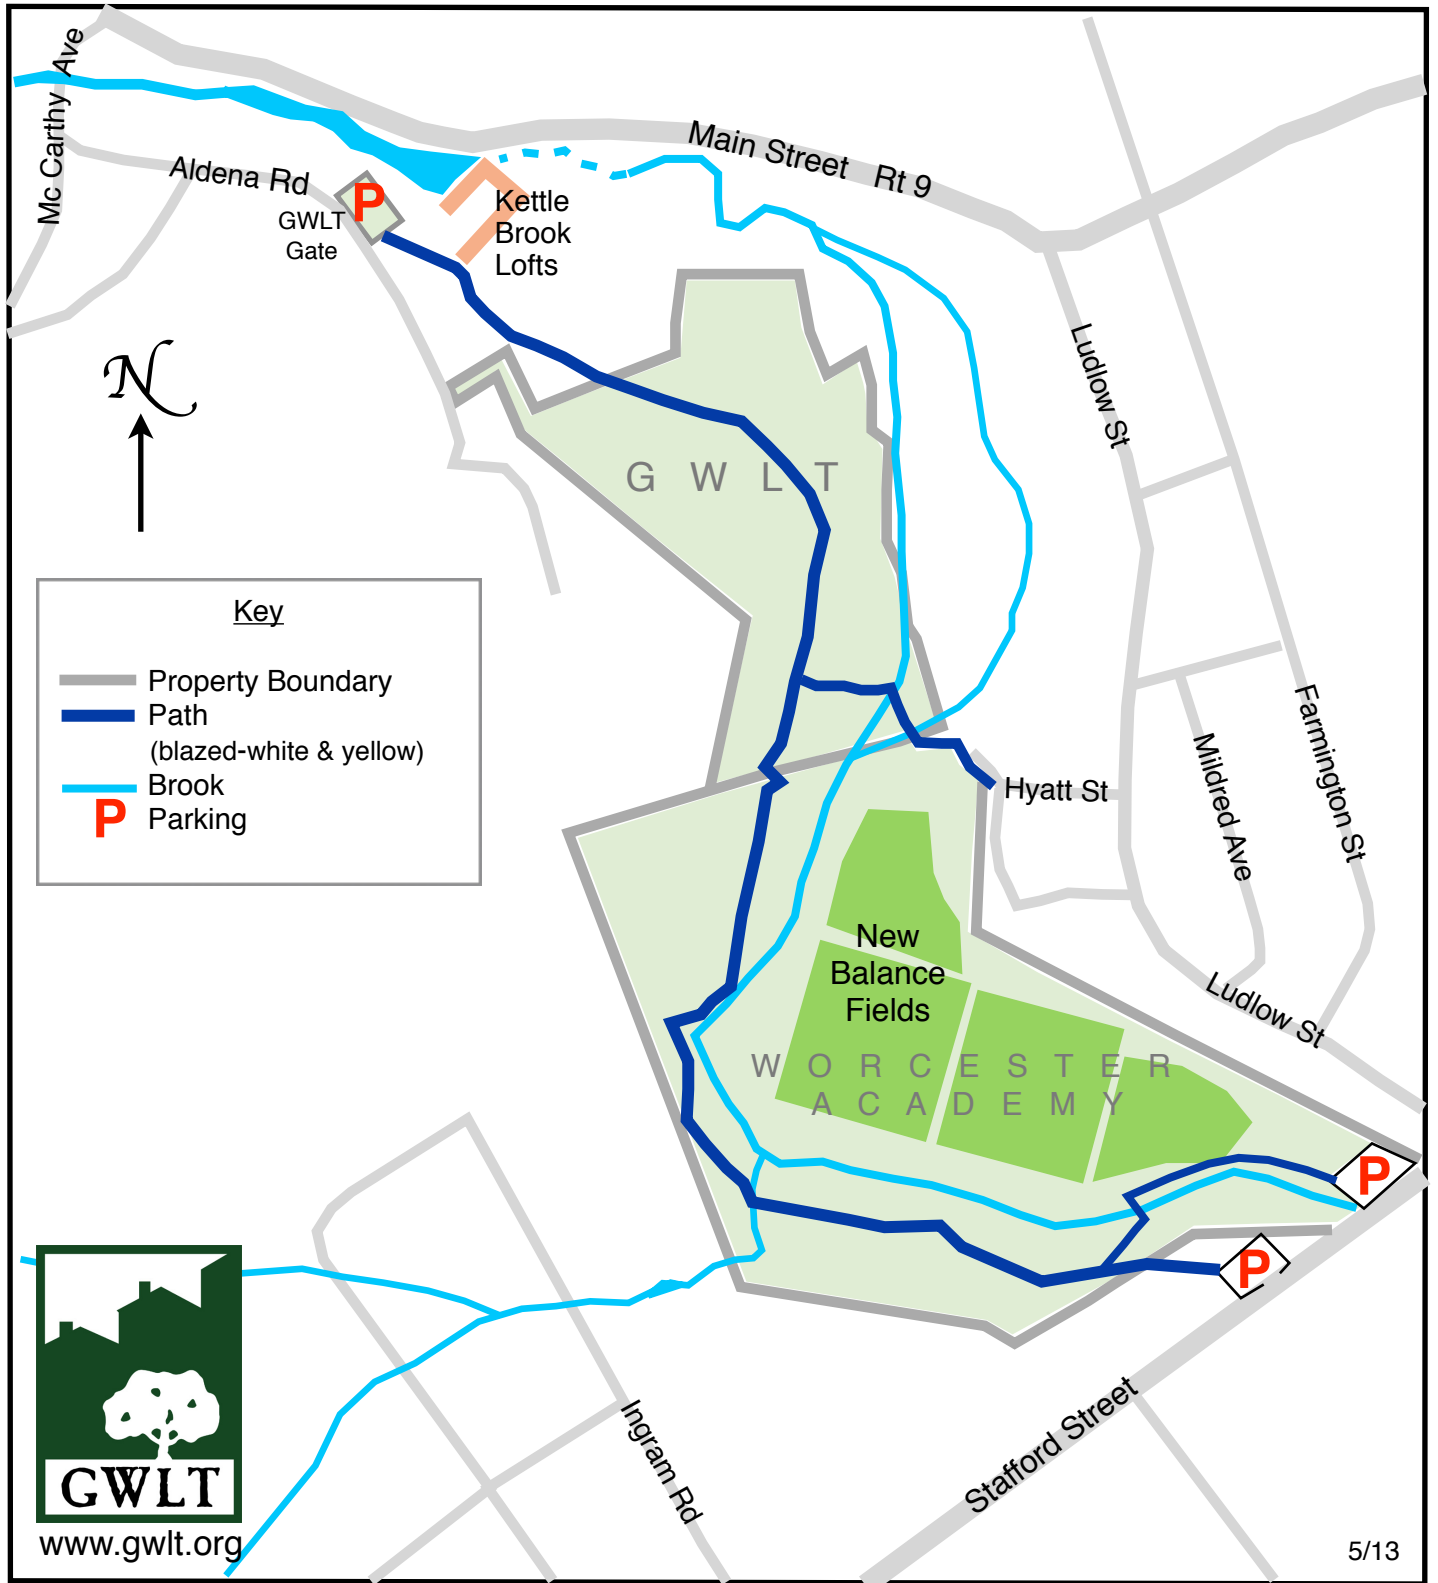 Mc Carthy Ave
Main Street Rt 9
Aldena Rd
P
GWLT
Gate
Kettle
Brook
Lofts
N
Ludlow St
G W L T
Key
Property Boundary
Path
(blazed-white & yellow)
Brook
P Parking
Farmington St
Mildred Ave
Hyatt St
New
Balance
Fields
Ludlow St
W O R C E S T E R
A C A D E M Y
P
P
Stafford Street
Ingram Rd
GWLT
www.gwlt.org
5/13